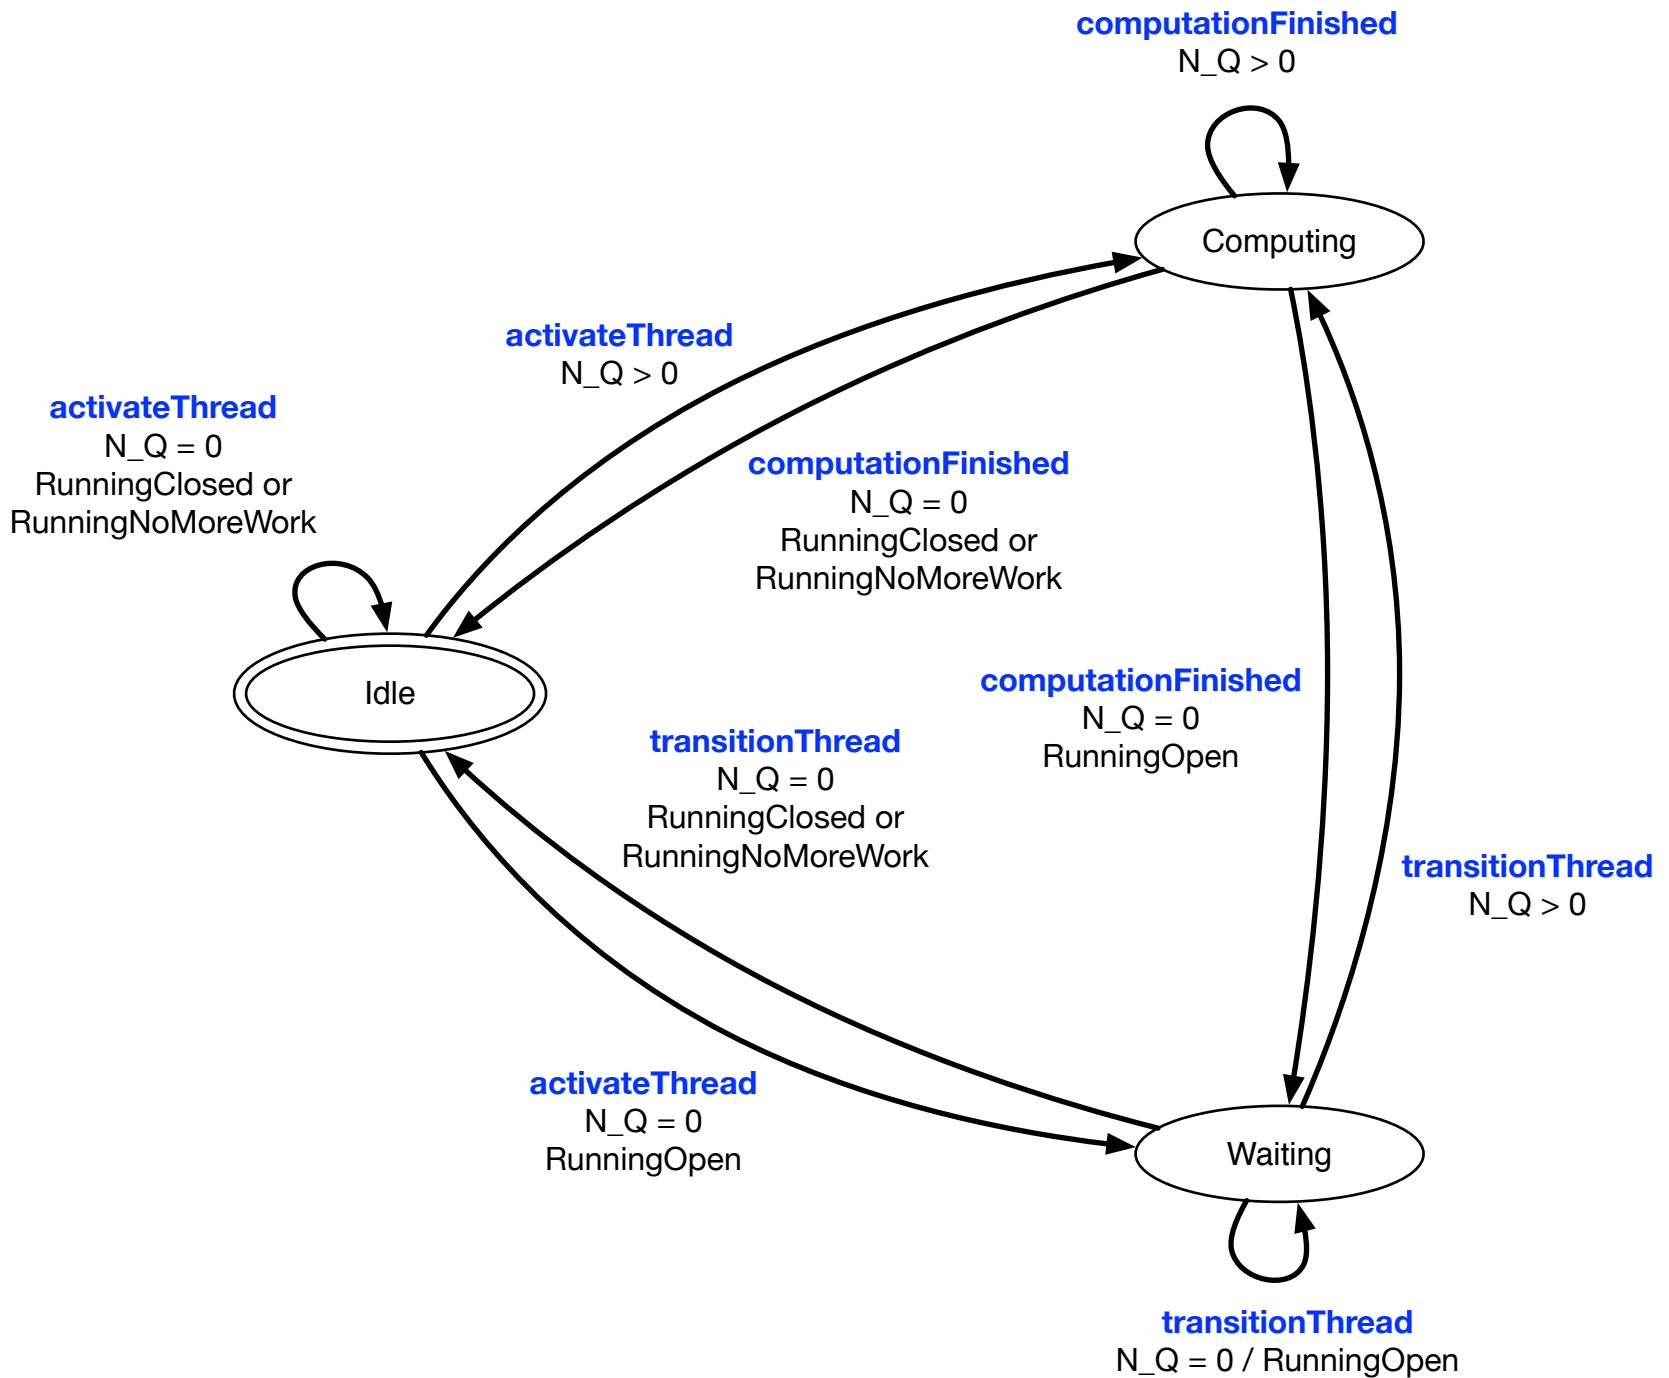 computationFinished
N_Q > 0
Computing
activateThread
N_Q > 0
activateThread
N_Q = 0
RunningClosed or
RunningNoMoreWork
computationFinished
N_Q = 0
RunningClosed or
RunningNoMoreWork
Idle
computationFinished
N_Q = 0
RunningOpen
transitionThread
N_Q = 0
RunningClosed or
RunningNoMoreWork
transitionThread
N_Q > 0
activateThread
N_Q = 0
RunningOpen
Waiting
transitionThread
N_Q = 0 / RunningOpen